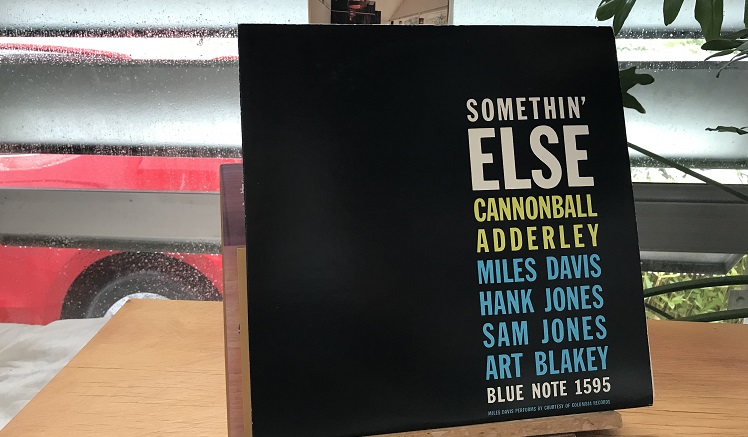 SOMETHIN'
ELSE
CANNONBALL
ADDERLEY
MILES DAVIS
HANK JONES
SAM JONES
ART BLAKEY
BLUE NOTE 1595
MILES DAVIS PERFORMS BY COURTESY OF COLUMBIA RECORDS